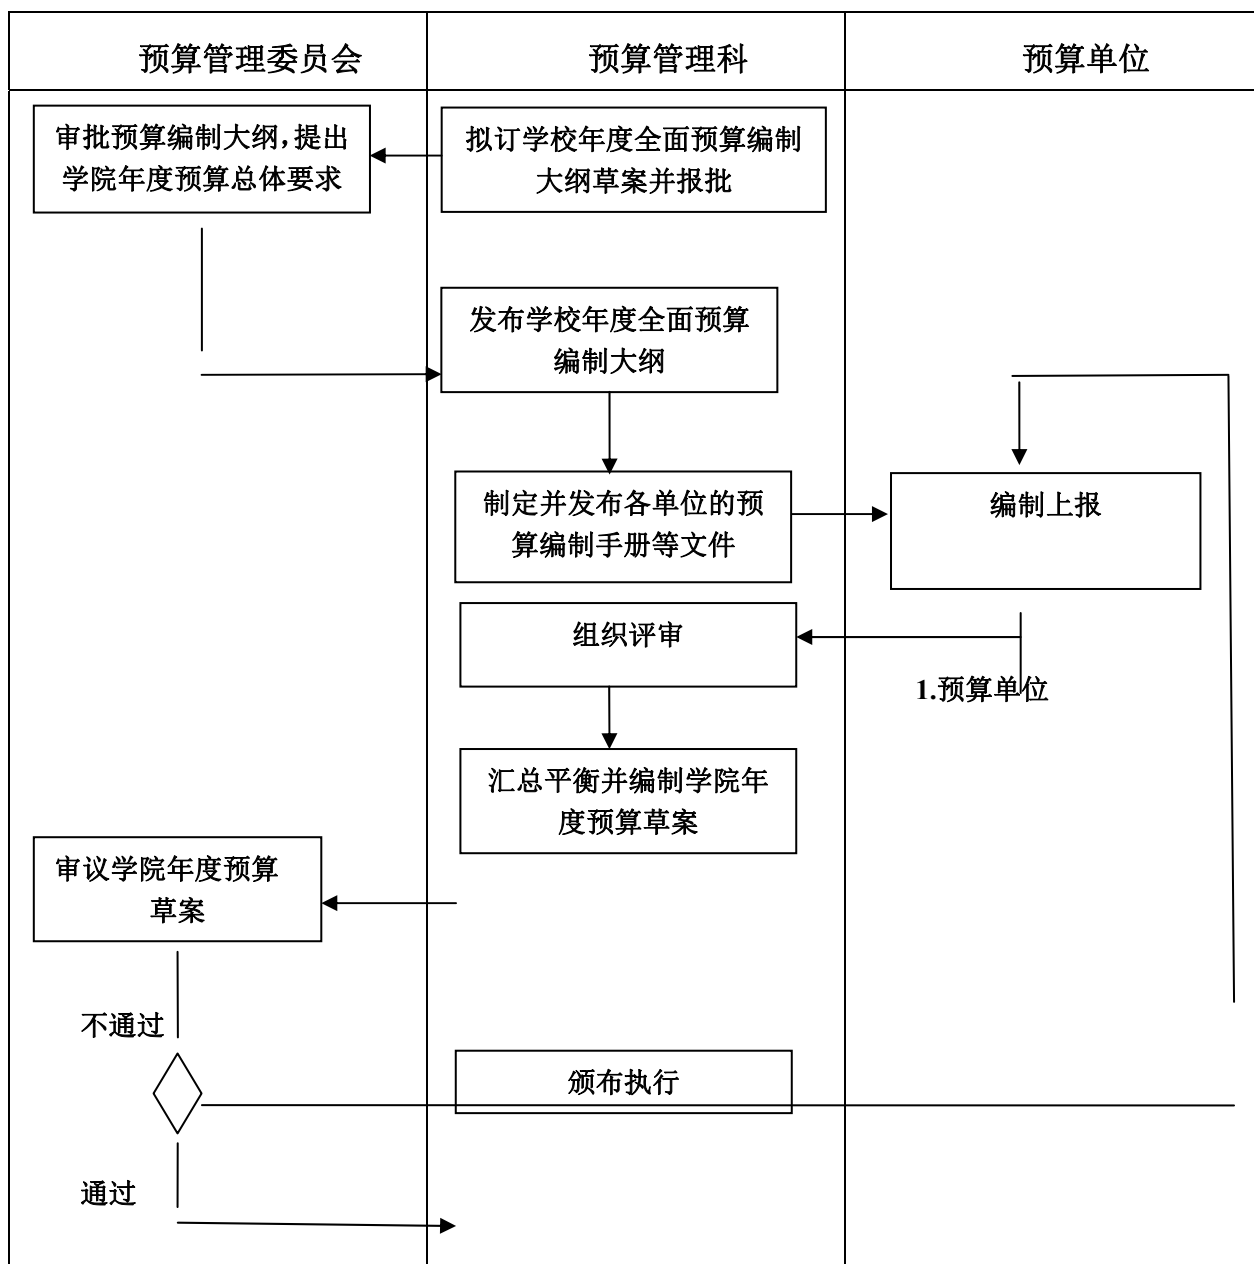 预算管理委员会
预算管理科
预算单位
审批预算编制大纲，提出
学院年度预算总体要求
拟订学校年度全面预算编制
大纲草案并报批
发布学校年度全面预算
编制大纲
制定并发布各单位的预
算编制手册等文件
编制上报
组织评审
1.预算单位
汇总平衡并编制学院年
度预算草案
审议学院年度预算
草案
不通过
颁布执行
通过